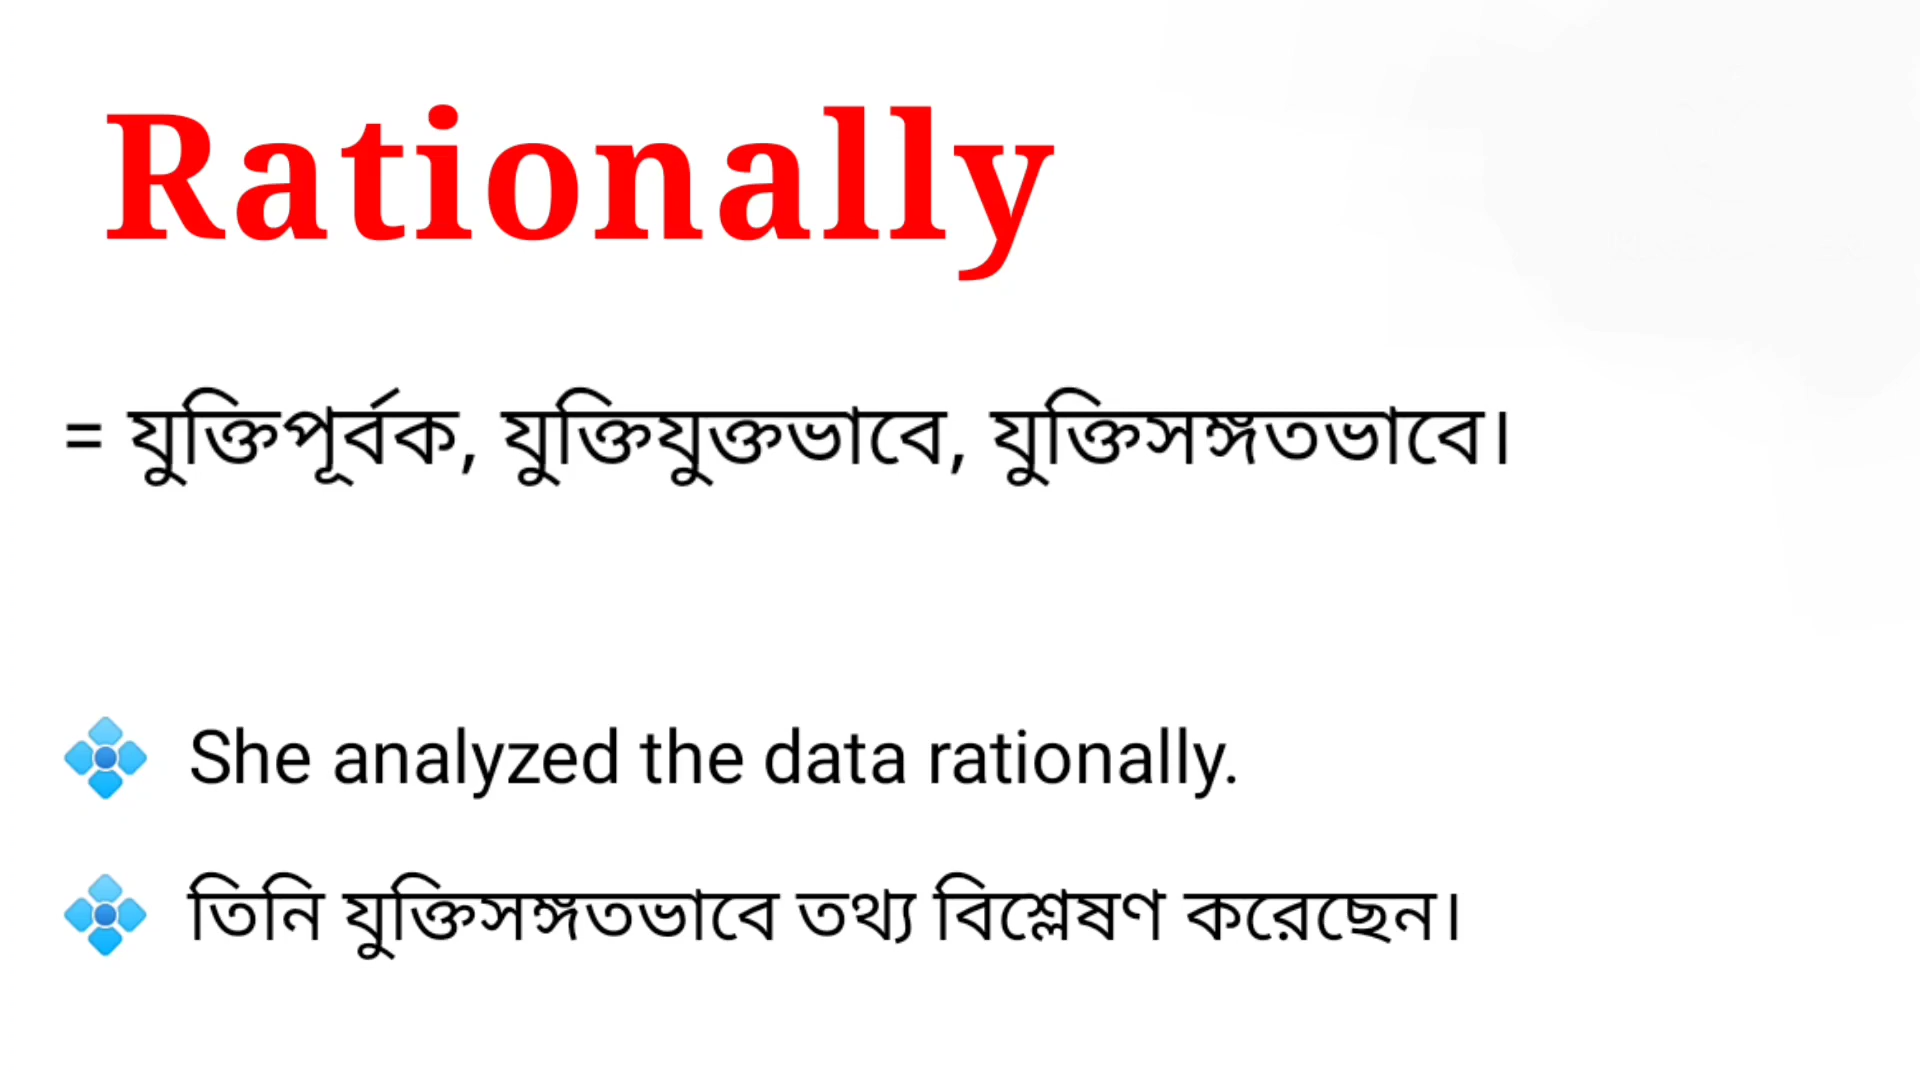 Rationally
= যুক্তিপূর্বক, যুক্তিযুক্তভাবে, যুক্তিসঙ্গতভাবে।
She analyzed the data rationally.
তিনি যুক্তিসঙ্গতভাবে তথ্য বিশ্লেষণ করেছেন।